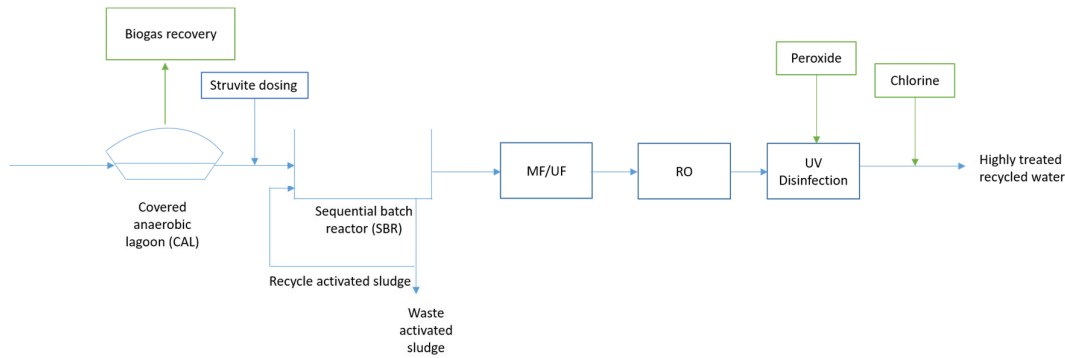 Biogas recovery
Struvite dosing
Peroxide
Chlorine
MF/UF
RO
UV
Disinfection
Highly treated
recycled water
Covered
anaerobic
lagoon (CAL)
Sequential batch
reactor (SBR)
Recycle activated sludge
Waste
activated
sludge